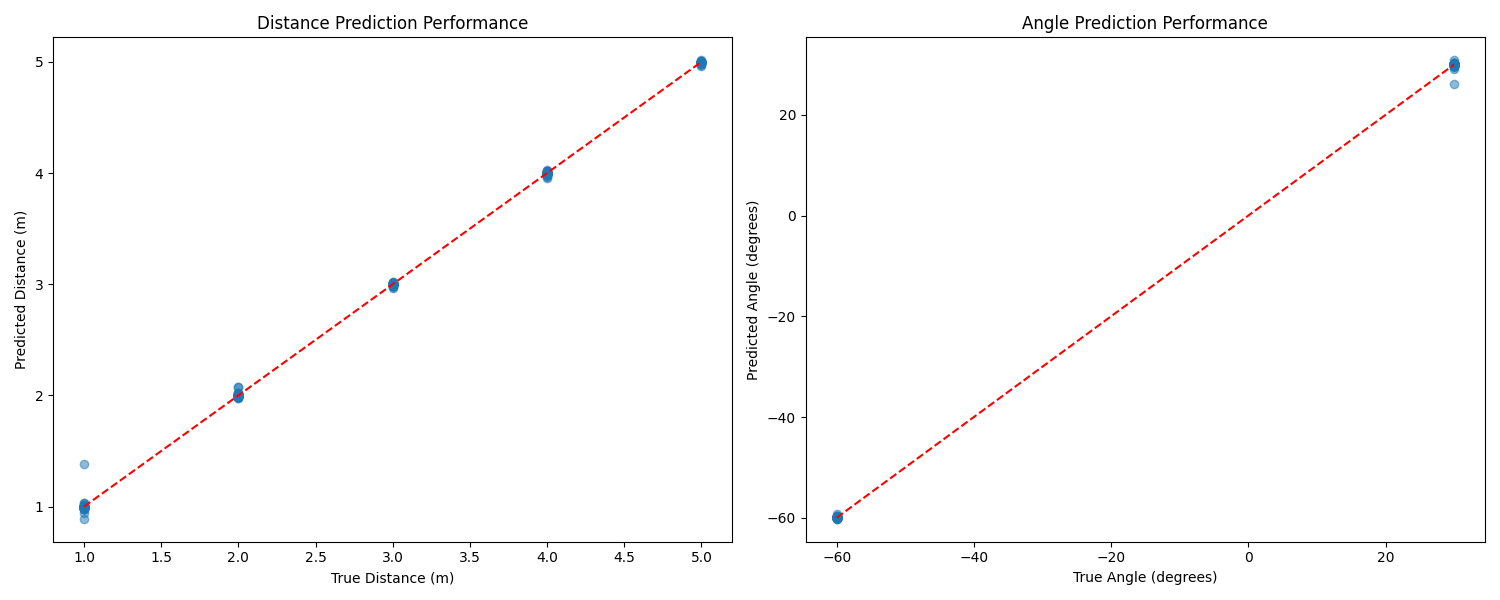 Distance Prediction Performance
Predicted Distance (m)
5
4
3
2
1
1.0 1.5 2.0 2.5 3.0 3.5 4.0 4.5 5.0
True Distance (m)
Angle Prediction Performance
Predicted Angle (degrees)
20
0
−20
−40
−60
−60 −40 −20 0 20
True Angle (degrees)